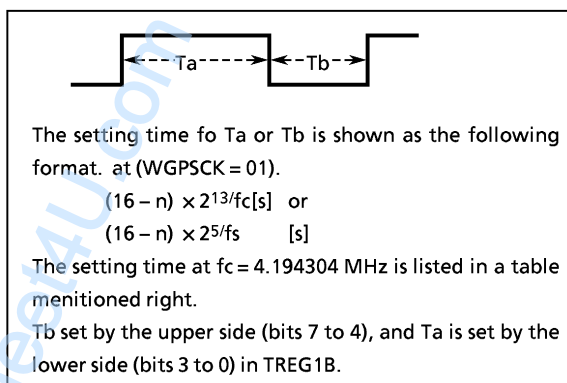 Ta
Tb
The setting time fo Ta or Tb is shown as the following
format. at (WGPSCK = 01).
(16 – n) × 2^13/fc[s] or
(16 – n) × 2^5/fs [s]
The setting time at fc = 4.194304 MHz is listed in a table
menitioned right.
Tb set by the upper side (bits 7 to 4), and Ta is set by the
lower side (bits 3 to 0) in TREG1B.
eet4U.com